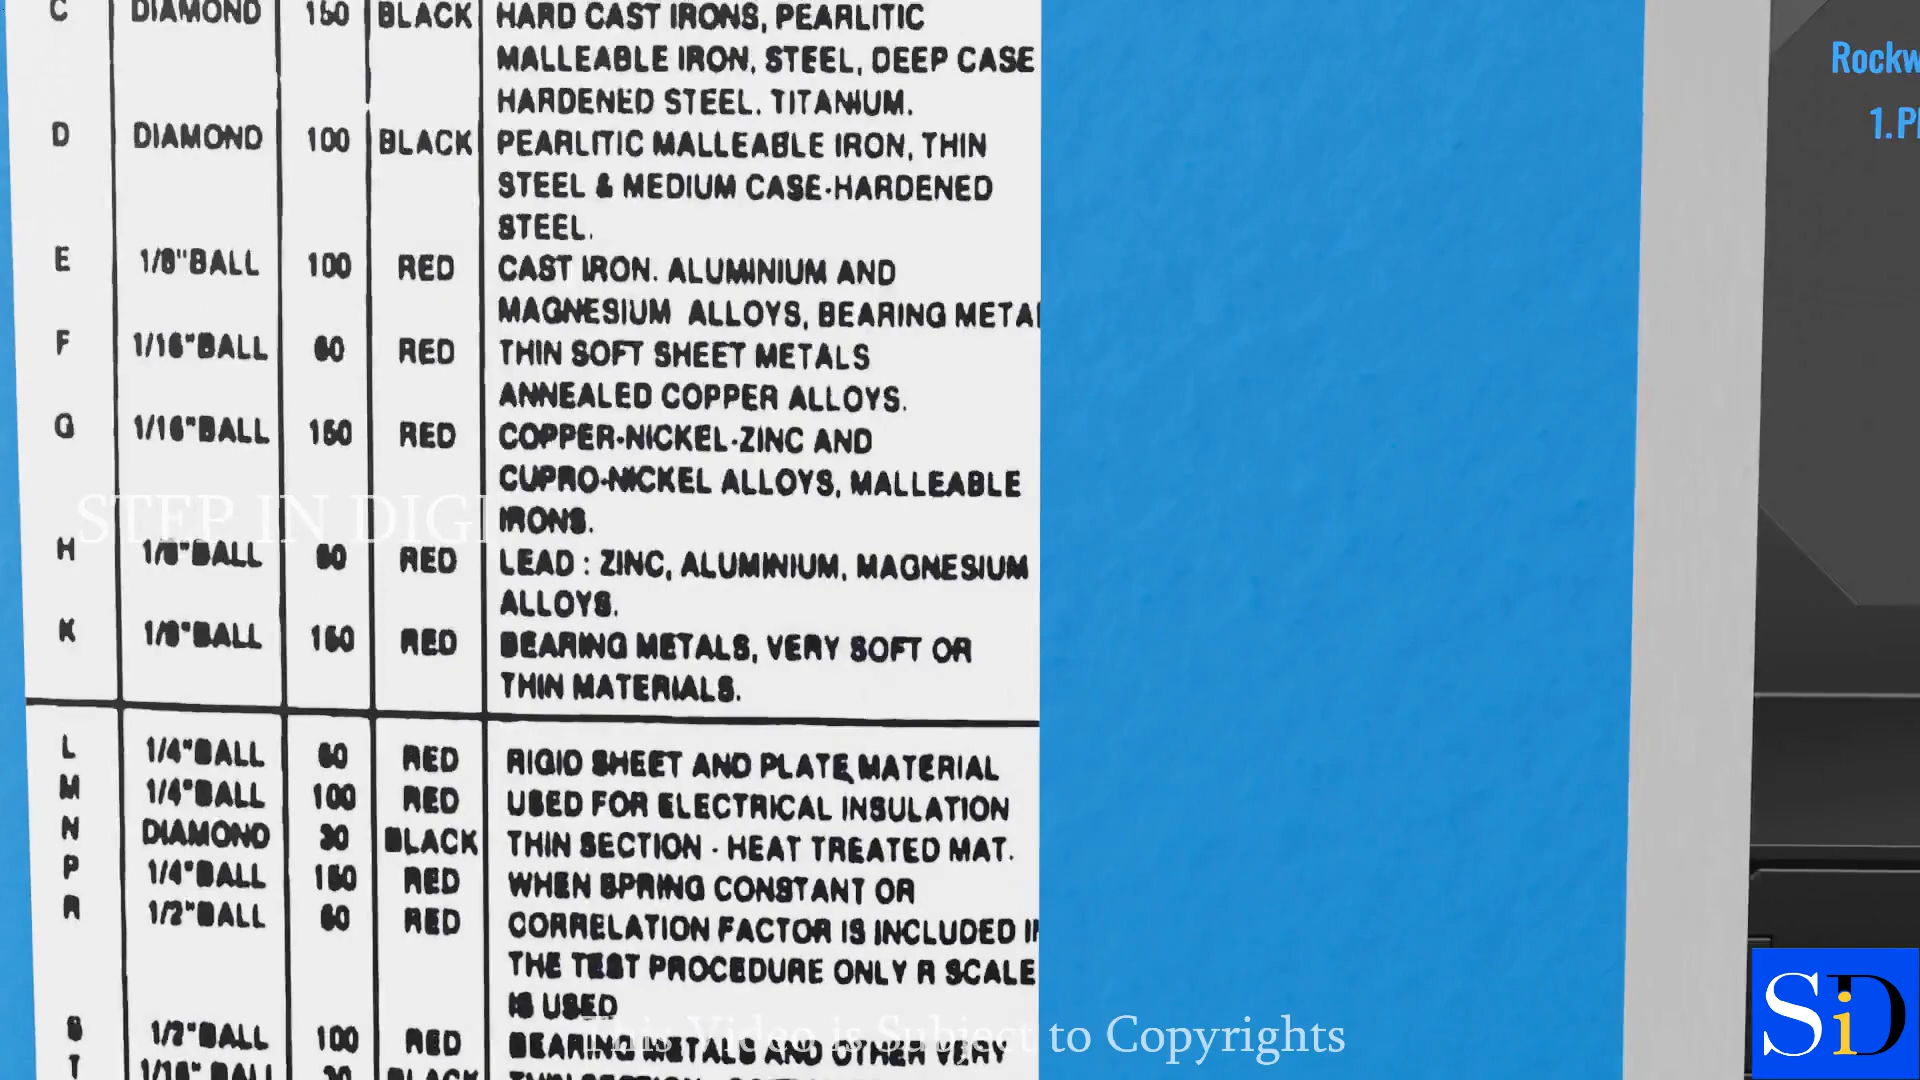 C DIAMOND 150 BLACK HARD CAST IRONS, PEARLITIC
MALLEABLE IRON, STEEL, DEEP CASE
HARDENED STEEL. TITANIUM.
D DIAMOND 100 BLACK PEARLITIC MALLEABLE IRON, THIN
STEEL & MEDIUM CASE-HARDENED
STEEL.
E 1/8"BALL 100 RED CAST IRON. ALUMINIUM AND
MAGNESIUM ALLOYS, BEARING
F 1/16"BALL 60 RED THIN SOFT SHEET METALS
ANNEALED COPPER ALLOYS.
G 1/16"BALL 150 RED COPPER-NICKEL-ZINC AND
CUPRO-NICKEL ALLOYS, MALLEABLE
IRONS.
H 1/8"BALL 60 RED LEAD : ZINC, ALUMINIUM, MAGNESIUM
ALLOYS.
K 1/8"BALL 150 RED BEARING METALS, VERY SOFT OR
THIN MATERIALS.
L 1/4"BALL 60 RED RIGID SHEET AND PLATE MATERIAL
M 1/4"BALL 100 RED USED FOR ELECTRICAL INSULATION
N DIAMOND 30 BLACK THIN SECTION - HEAT TREATED MAT.
P 1/4"BALL 150 RED WHEN SPRING CONSTANT OR
R 1/2"BALL 60 RED CORRELATION FACTOR IS INCLUDED
THE TEST PROCEDURE ONLY R SCALE
IS USED
S 1/2"BALL 100 RED BEARING METALS AND OTHER VERY
T 1/16" BALL 30 BLACK
STEP IN DIGI
This Video is Subject to Copyrights
1.
SiD